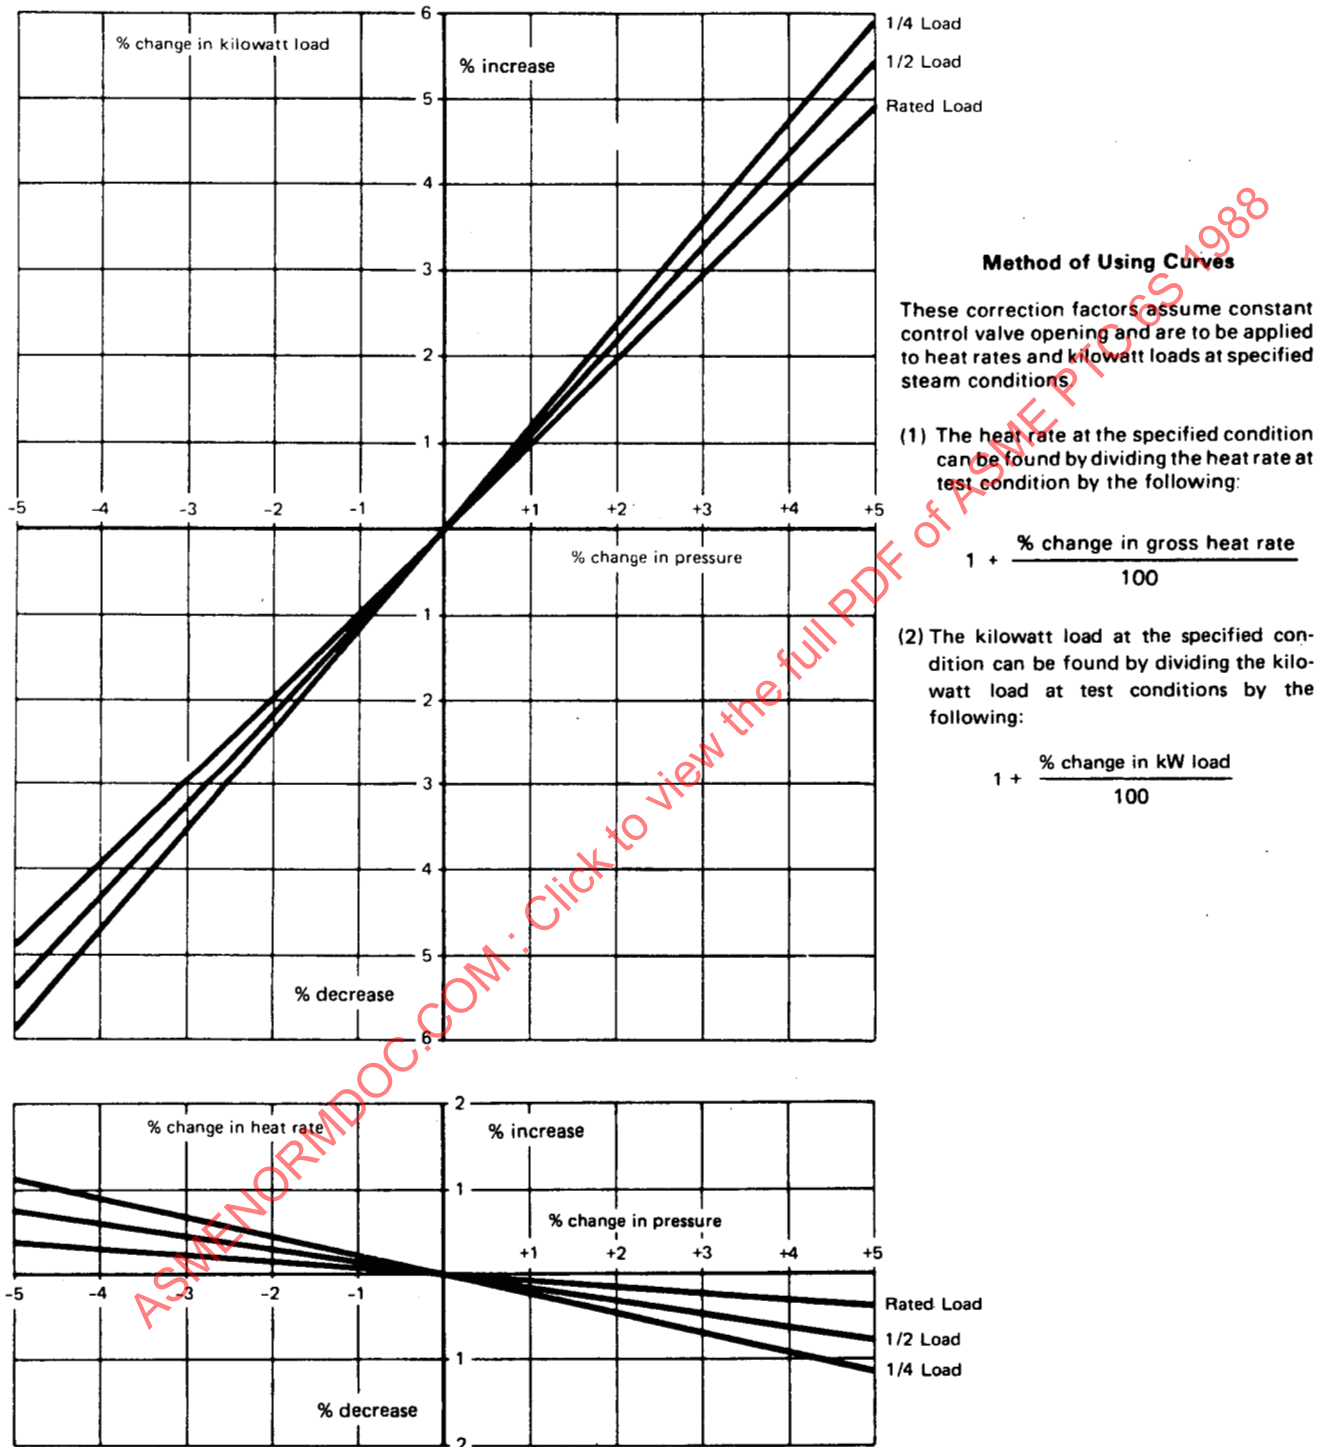 % change in kilowatt load
% increase
6
5
4
3
2
1
1/4 Load
1/2 Load
Rated Load
-5
-4
-3
-2
-1
+1
+2
+3
+4
+5
% change in pressure
1
2
3
4
5
6
% decrease
Method of Using Curves
These correction factors assume constant
control valve opening and are to be applied
to heat rates and kilowatt loads at specified
steam conditions.
(1) The heat rate at the specified condition
can be found by dividing the heat rate at
test condition by the following:
1 + % change in gross heat rate
100
(2) The kilowatt load at the specified con-
dition can be found by dividing the kilo-
watt load at test conditions by the
following:
1 + % change in kW load
100
% change in heat rate
% increase
2
1
% change in pressure
+1
+2
+3
+4
+5
-5
-4
-3
-2
-1
Rated Load
1/2 Load
1/4 Load
1
% decrease
2
ASMENORMDOC.COM : Click to view the full PDF of ASME PTC 6S 1988